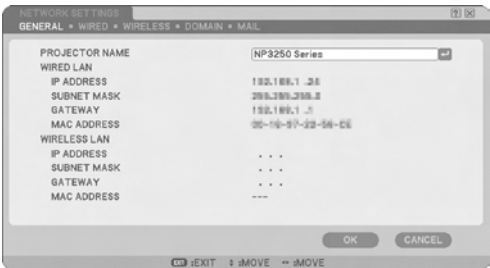 NETWORK SETTINGS
GENERAL • WIRED • WIRELESS • DOMAIN • MAIL
PROJECTOR NAME NP3250 Series
WIRED LAN
IP ADDRESS
SUBNET MASK
GATEWAY
MAC ADDRESS
WIRELESS LAN
IP ADDRESS . . .
SUBNET MASK . . .
GATEWAY . . .
MAC ADDRESS ---
OK CANCEL
EXIT :EXIT ↕ :MOVE ↔ :MOVE